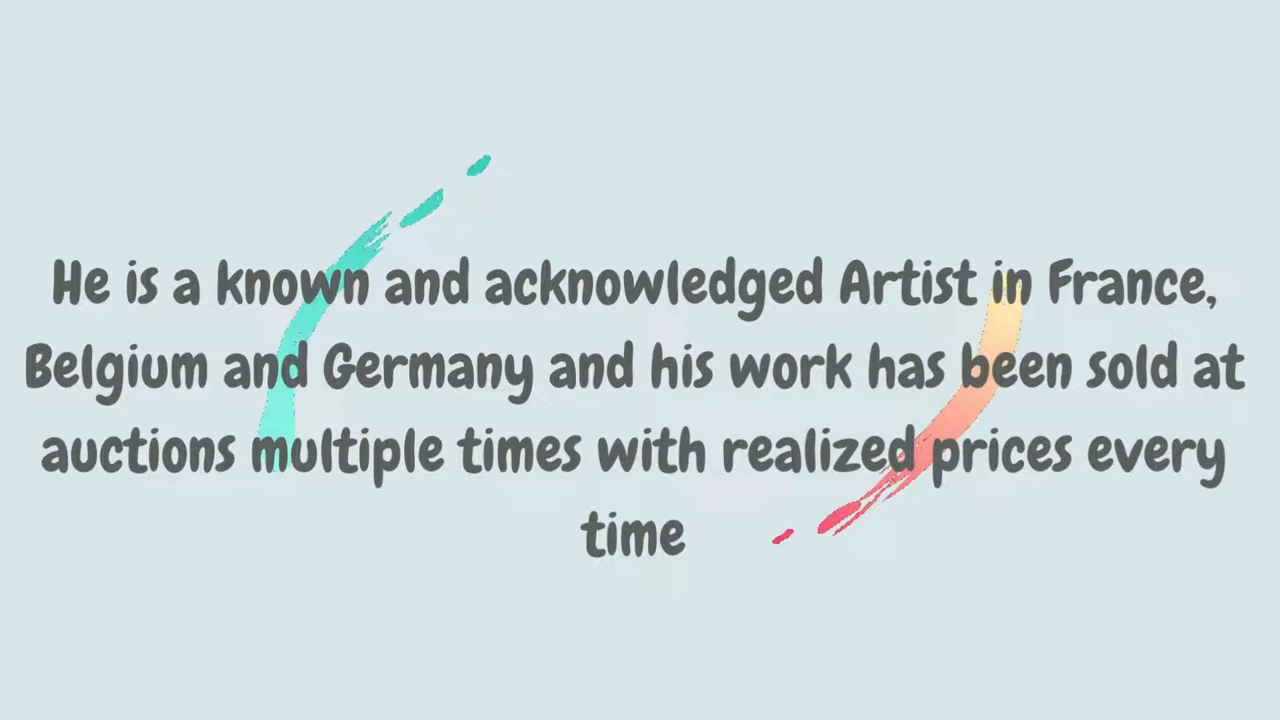 He is a known and acknowledged Artist in France,
Belgium and Germany and his work has been sold at
auctions multiple times with realized prices every
time